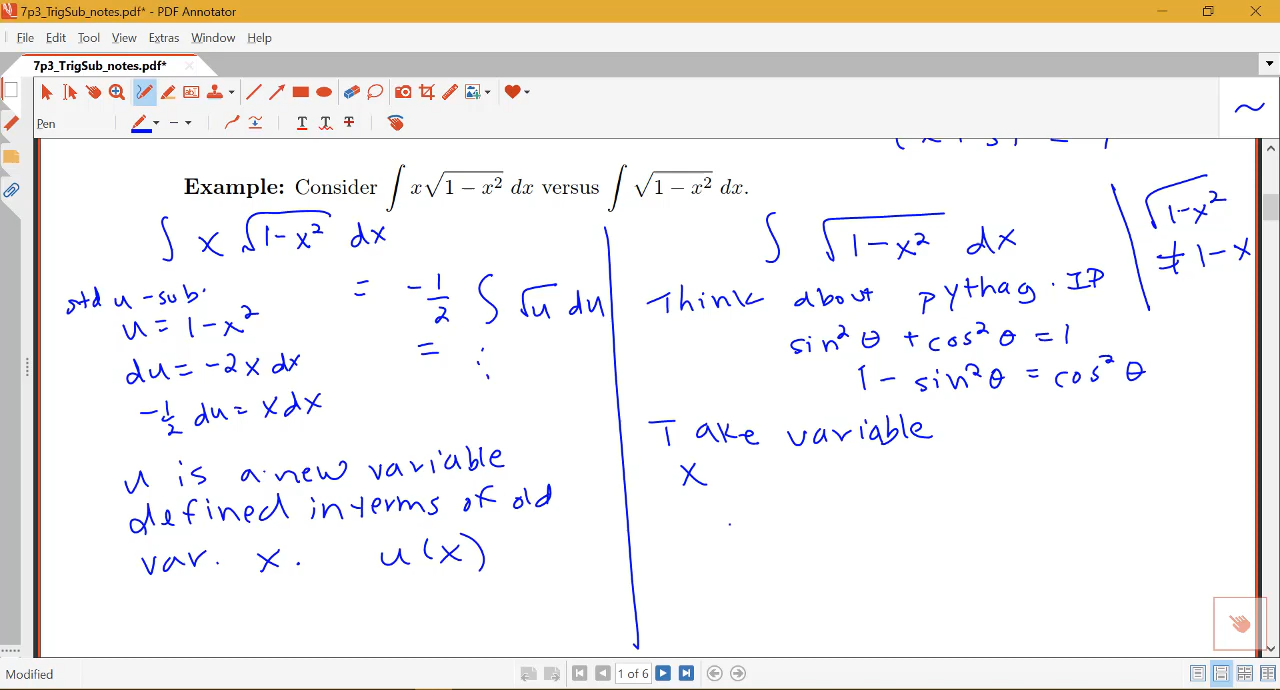 7p3_TrigSub_notes.pdf* - PDF Annotator
File Edit Tool View Extras Window Help
7p3_TrigSub_notes.pdf*
Pen
Example: Consider ∫ x√(1 − x²) dx versus ∫ √(1 − x²) dx.
∫ x √(1-x²) dx
std u-sub.
u = 1-x²
du = -2x dx
-1/2 du = x dx
= -1/2 ∫ √u du
= ⋮
u is a new variable
defined in terms of old
var. x. u(x)
∫ √(1-x²) dx
√(1-x²)
≠ 1-x
Think about pythag. ID
sin²θ + cos²θ = 1
1 - sin²θ = cos²θ
Take variable
x
1 of 6
Modified